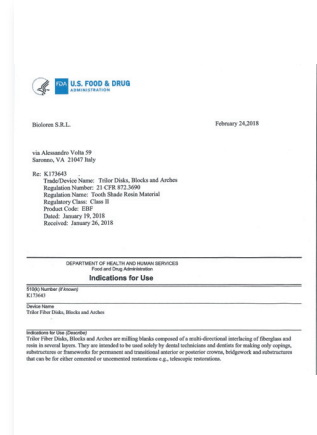 FDA U.S. FOOD & DRUG
ADMINISTRATION
Bioloren S.R.L. February 24,2018
via Alessandro Volta 59
Saronno, VA 21047 Italy
Re: K173643
Trade/Device Name: Trilor Disks, Blocks and Arches
Regulation Number: 21 CFR 872.3690
Regulation Name: Tooth Shade Resin Material
Regulatory Class: Class II
Product Code: EBF
Dated: January 19, 2018
Received: January 26, 2018
DEPARTMENT OF HEALTH AND HUMAN SERVICES
Food and Drug Administration
Indications for Use
510(k) Number (if known)
K173643
Device Name
Trilor Fiber Disks, Blocks and Arches
Indications for Use (Describe)
Trilor Fiber Disks, Blocks and Arches are milling blanks composed of a multi-directional interlacing of fiberglass and
resin in several layers. They are intended to be used solely by dental technicians and dentists for making only copings,
substructures or frameworks for permanent and transitional anterior or posterior crowns, bridgework and substructures
that can be for either cemented or uncemented restorations e.g., telescopic restorations.